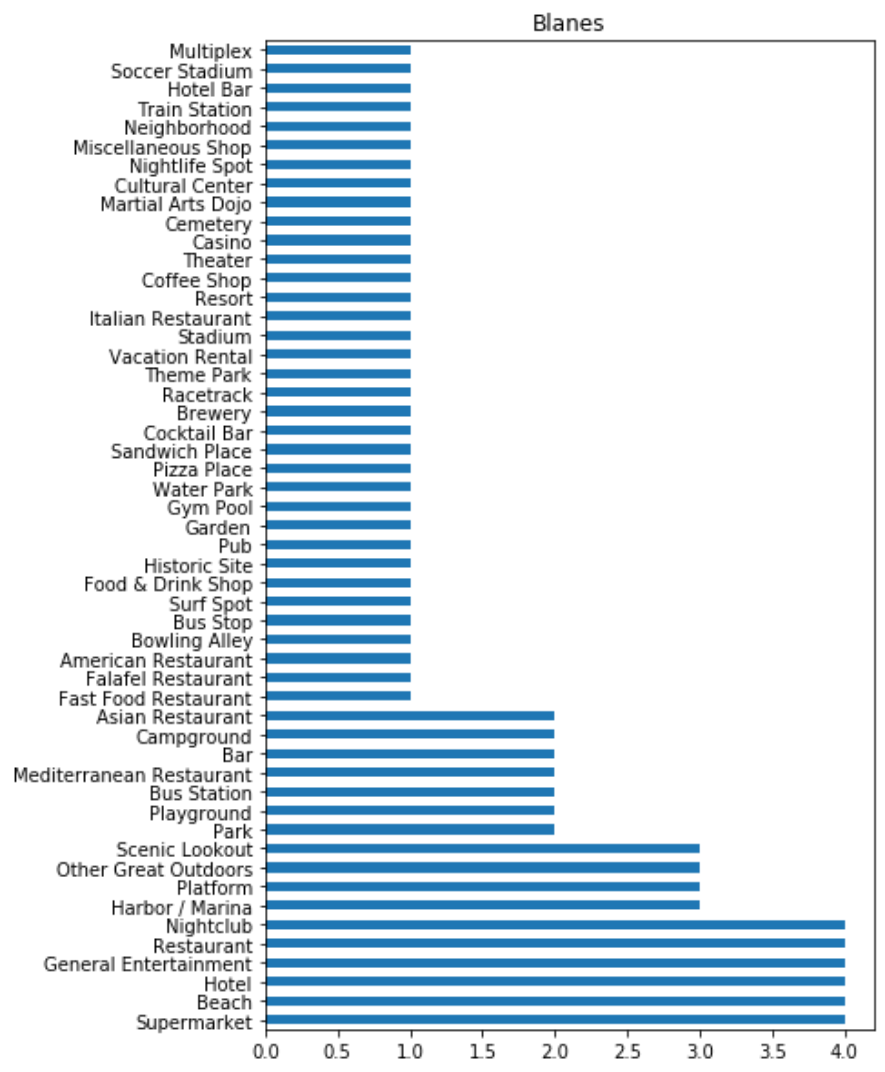 Blanes
Multiplex
Soccer Stadium
Hotel Bar
Train Station
Neighborhood
Miscellaneous Shop
Nightlife Spot
Cultural Center
Martial Arts Dojo
Cemetery
Casino
Theater
Coffee Shop
Resort
Italian Restaurant
Stadium
Vacation Rental
Theme Park
Racetrack
Brewery
Cocktail Bar
Sandwich Place
Pizza Place
Water Park
Gym Pool
Garden
Pub
Historic Site
Food & Drink Shop
Surf Spot
Bus Stop
Bowling Alley
American Restaurant
Falafel Restaurant
Fast Food Restaurant
Asian Restaurant
Campground
Bar
Mediterranean Restaurant
Bus Station
Playground
Park
Scenic Lookout
Other Great Outdoors
Platform
Harbor / Marina
Nightclub
Restaurant
General Entertainment
Hotel
Beach
Supermarket
0.0 0.5 1.0 1.5 2.0 2.5 3.0 3.5 4.0